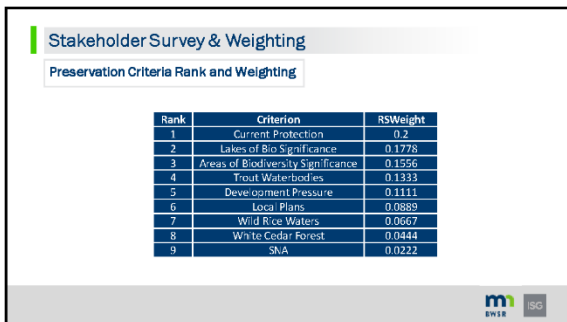 Stakeholder Survey & Weighting
Preservation Criteria Rank and Weighting
Rank Criterion RSWeight
1 Current Protection 0.2
2 Lakes of Bio Significance 0.1778
3 Areas of Biodiversity Significance 0.1556
4 Trout Waterbodies 0.1333
5 Development Pressure 0.1111
6 Local Plans 0.0889
7 Wild Rice Waters 0.0667
8 White Cedar Forest 0.0444
9 SNA 0.0222
mn ISG
BWSR